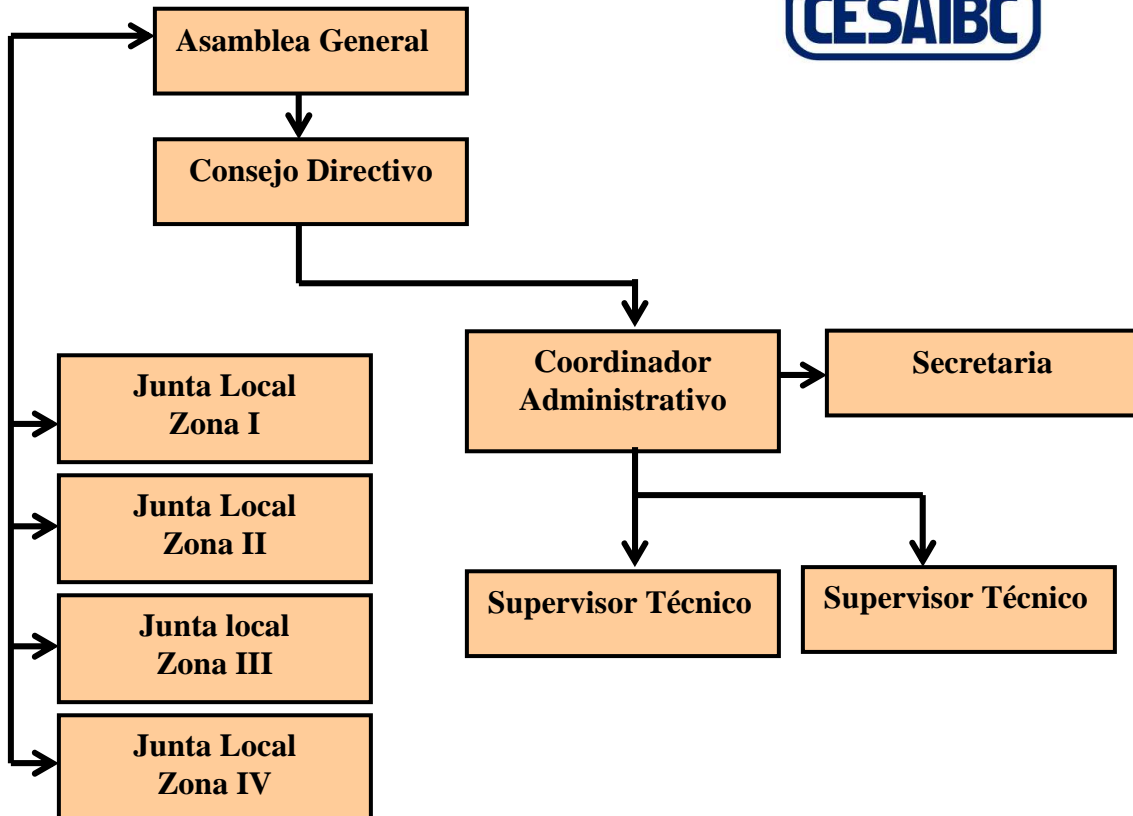 CESAIBC
Asamblea General
Consejo Directivo
Coordinador
Administrativo
Secretaria
Junta Local
Zona I
Junta Local
Zona II
Junta local
Zona III
Junta Local
Zona IV
Supervisor Técnico
Supervisor Técnico